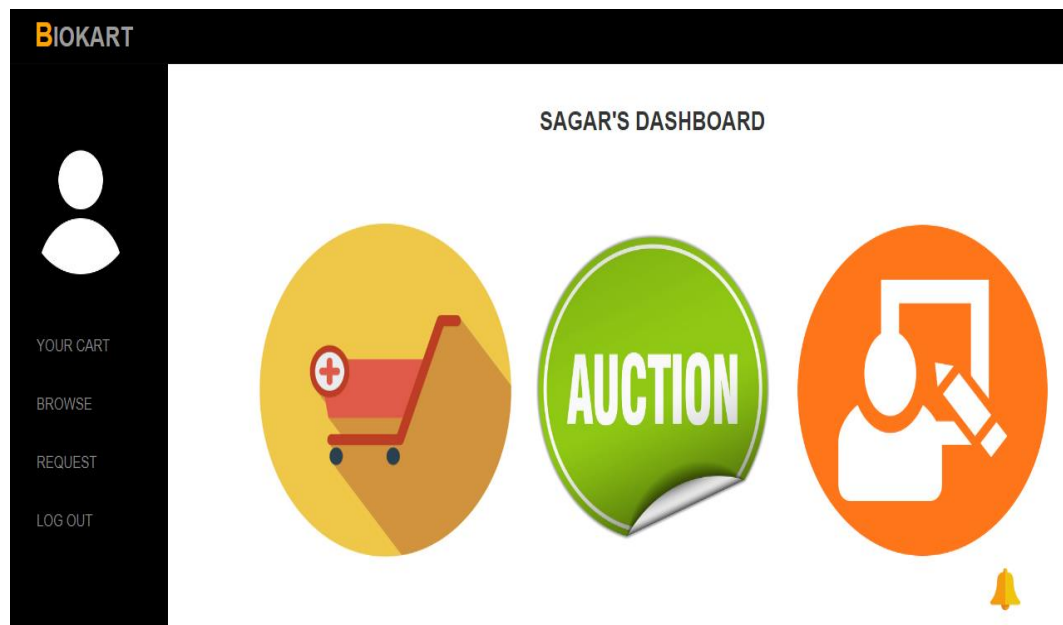 BIOKART
SAGAR'S DASHBOARD
YOUR CART
BROWSE
REQUEST
LOG OUT
AUCTION